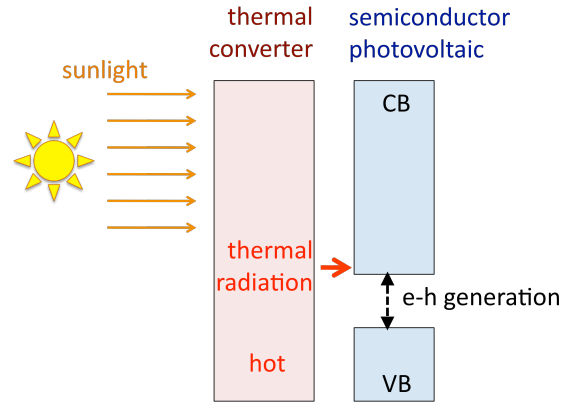 thermal
converter
semiconductor
photovoltaic
sunlight
CB
thermal
radiation
e-h generation
hot
VB